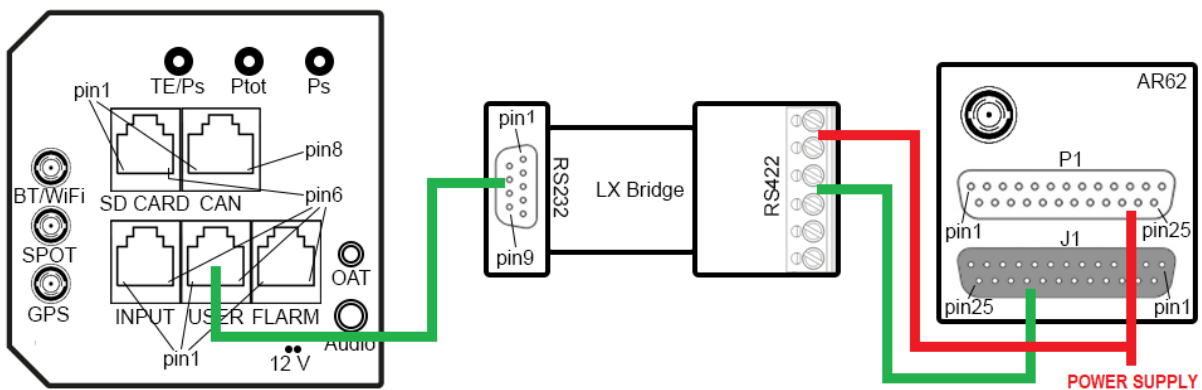 TE/Ps Ptot Ps
pin1
pin8
SD CARD CAN
pin6
BT/WiFi
SPOT
GPS
OAT
INPUT USER FLARM
pin1
12 V
Audio
pin1
pin9
RS232
LX Bridge
RS422
AR62
P1
pin1
pin25
J1
pin25
pin1
POWER SUPPLY